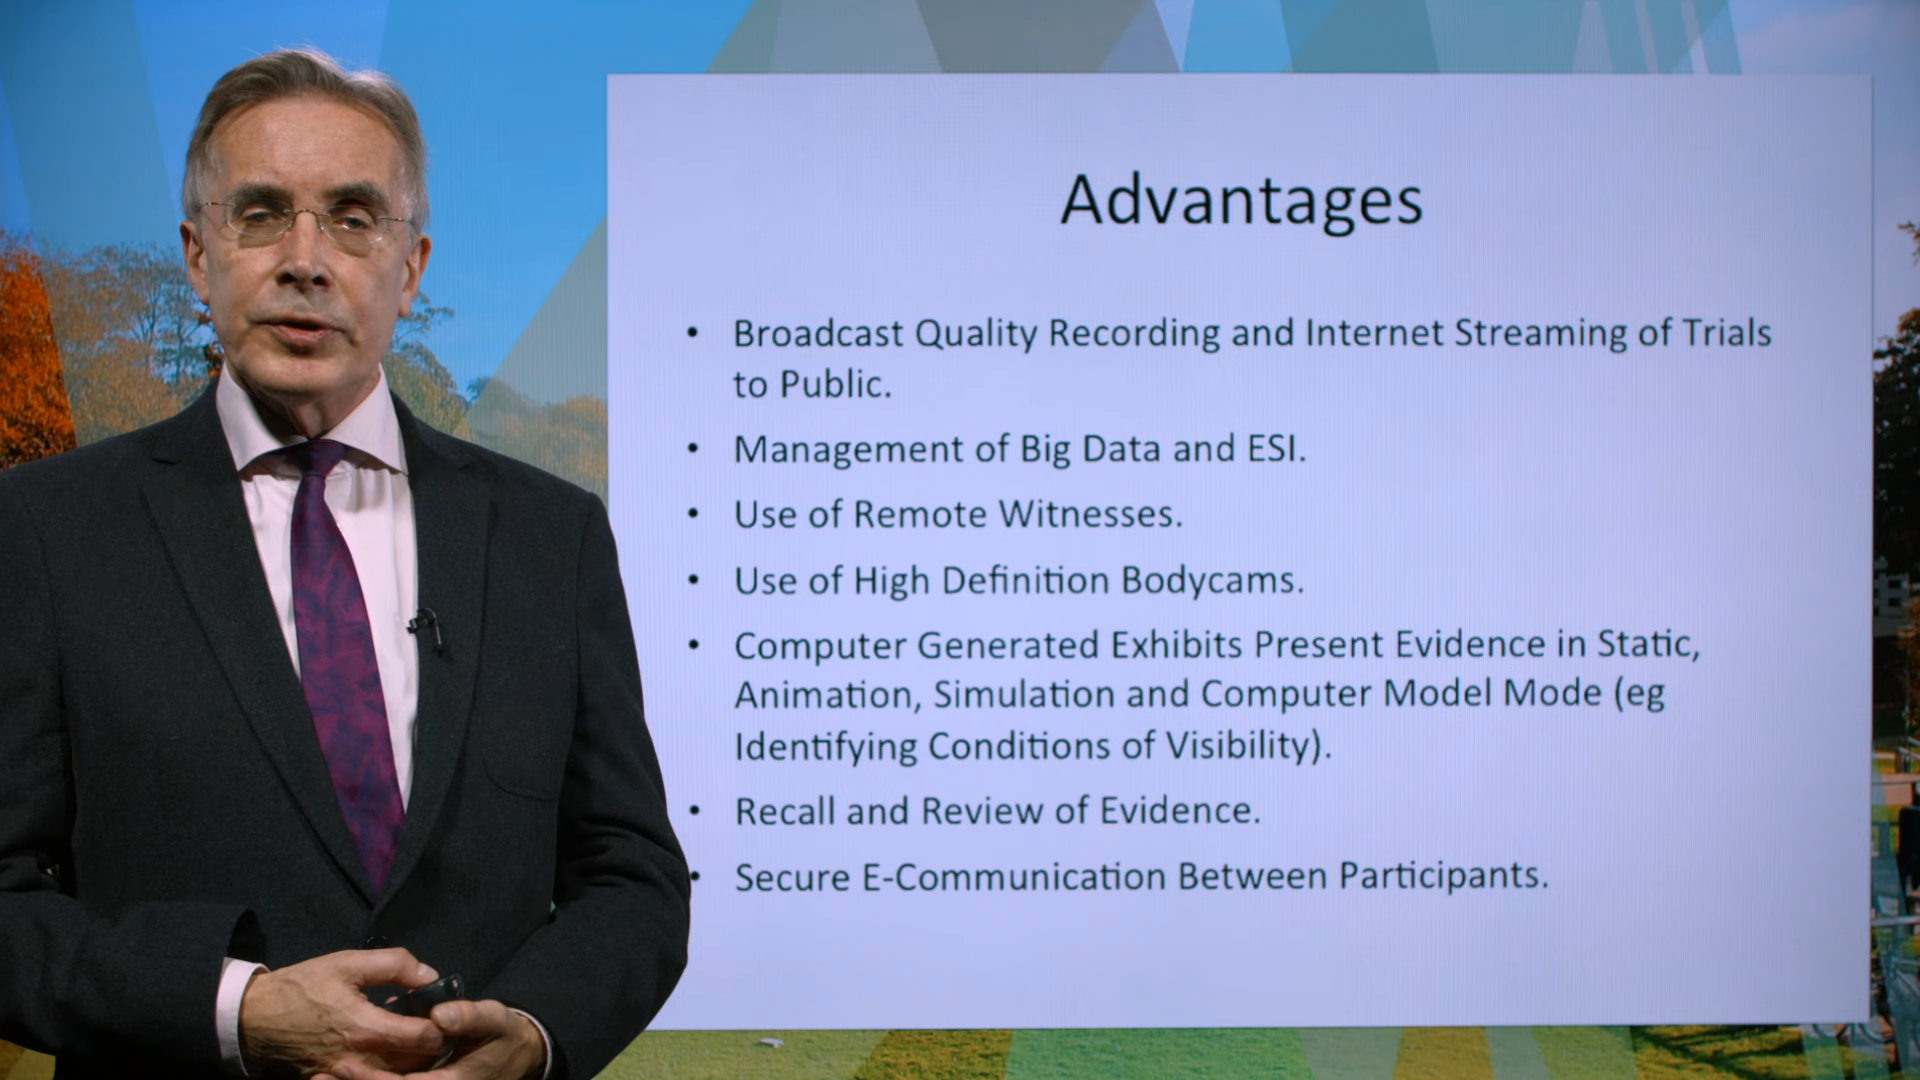 Advantages
• Broadcast Quality Recording and Internet Streaming of Trials
to Public.
• Management of Big Data and ESI.
• Use of Remote Witnesses.
• Use of High Definition Bodycams.
• Computer Generated Exhibits Present Evidence in Static,
Animation, Simulation and Computer Model Mode (eg
Identifying Conditions of Visibility).
• Recall and Review of Evidence.
• Secure E-Communication Between Participants.